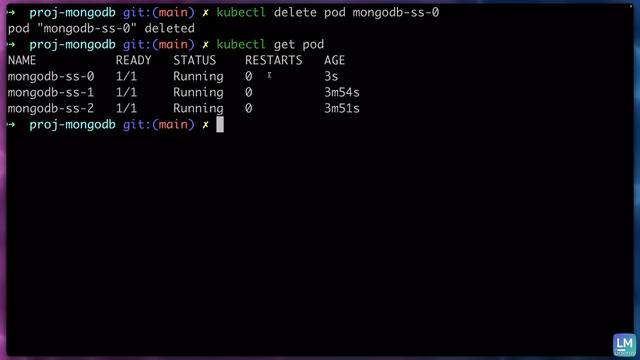 → proj-mongodb git:(main) ✗ kubectl delete pod mongodb-ss-0
pod "mongodb-ss-0" deleted
→ proj-mongodb git:(main) ✗ kubectl get pod
NAME READY STATUS RESTARTS AGE
mongodb-ss-0 1/1 Running 0 3s
mongodb-ss-1 1/1 Running 0 3m54s
mongodb-ss-2 1/1 Running 0 3m51s
→ proj-mongodb git:(main) ✗
LM